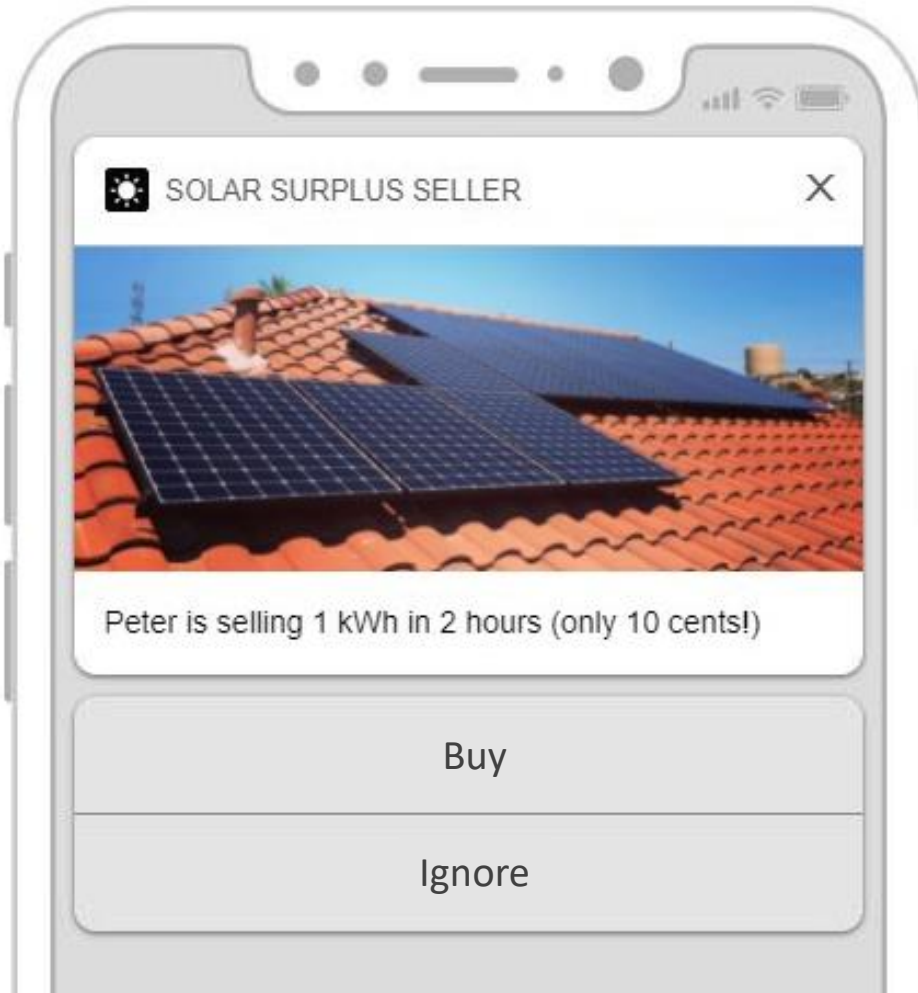 SOLAR SURPLUS SELLER
Peter is selling 1 kWh in 2 hours (only 10 cents!)
Buy
Ignore